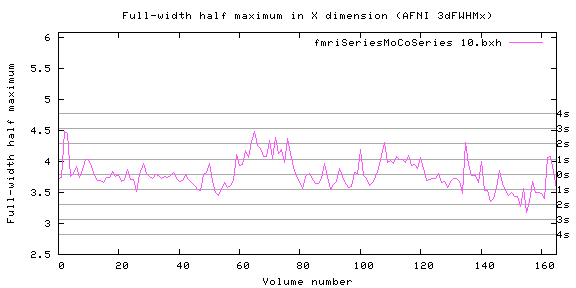 Full-width half maximum in X dimension (AFNI 3dFWHMx)
fmriSeriesMoCoSeries 10.bxh
Full-width half maximum
6
5.5
5
4.5
4
3.5
3
2.5
4s
3s
2s
1s
0s
1s
2s
3s
4s
0 20 40 60 80 100 120 140 160
Volume number